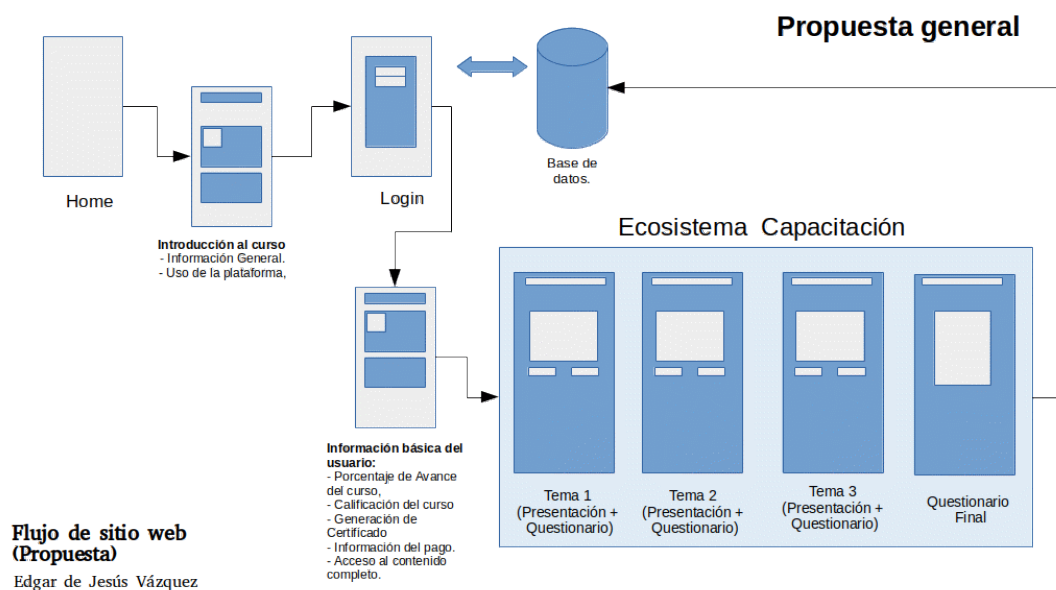 Propuesta general
Home
Introducción al curso
- Información General.
- Uso de la plataforma,
Login
Base de
datos.
Ecosistema Capacitación
Información básica del
usuario:
- Porcentaje de Avance
del curso,
- Calificación del curso
- Generación de
Certificado
- Información del pago.
- Acceso al contenido
completo.
Tema 1
(Presentación +
Questionario)
Tema 2
(Presentación +
Questionario)
Tema 3
(Presentación +
Questionario)
Questionario
Final
Flujo de sitio web
(Propuesta)
Edgar de Jesús Vázquez